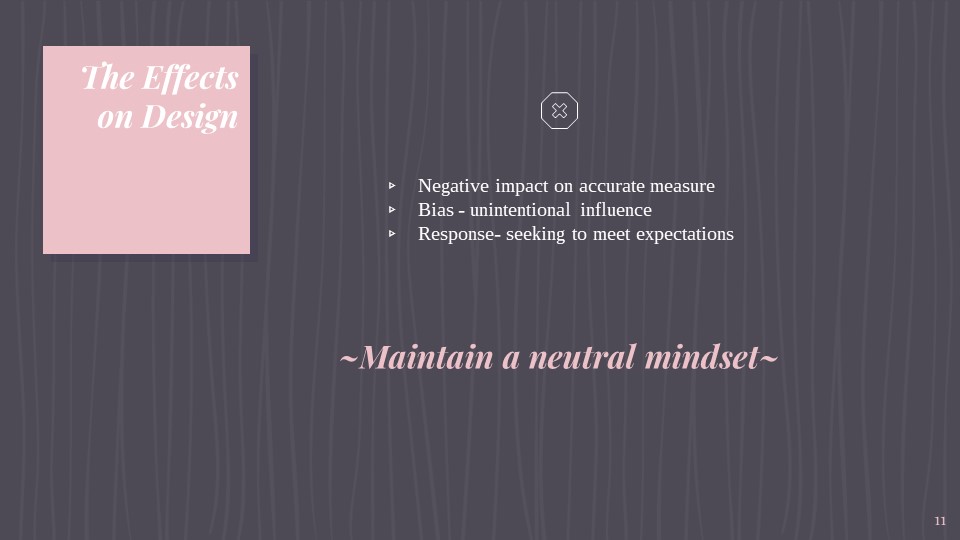 The Effects
on Design
Negative impact on accurate measure
Bias - unintentional influence
Response- seeking to meet expectations
~Maintain a neutral mindset~
11